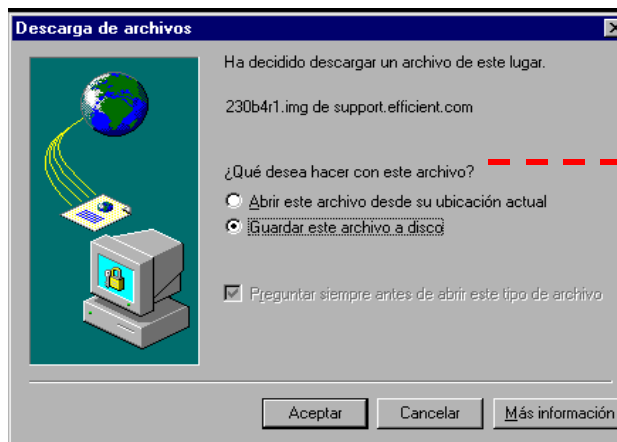 Descarga de archivos
Ha decidido descargar un archivo de este lugar.
230b4r1.img de support.efficient.com
¿Qué desea hacer con este archivo?
Abrir este archivo desde su ubicación actual
Guardar este archivo a disco
Preguntar siempre antes de abrir este tipo de archivo
Aceptar
Cancelar
Más información